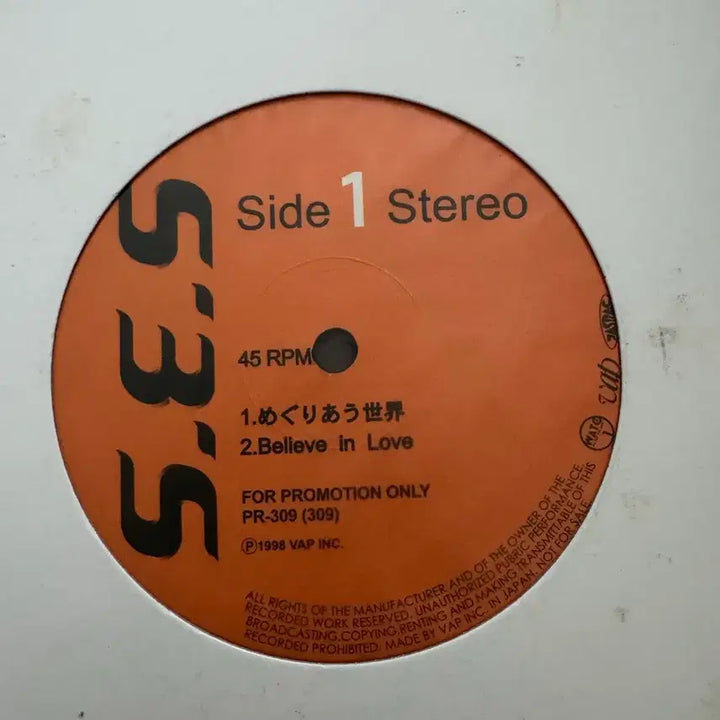 S.E.S.
Side 1 Stereo
45 RPM
1.めぐりあう世界
2.Believe in Love
FOR PROMOTION ONLY
PR-309 (309)
Ⓟ1998 VAP INC.
vap
ALL RIGHTS OF THE MANUFACTURER AND OF THE OWNER OF THE
RECORDED WORK RESERVED. UNAUTHORIZED PUBRIC PERFORMANCE.
BROADCASTING.COPYING.RENTING AND MAKING TRANSMITTABLE OF THIS
RECORDED PROHIBITED. MADE BY VAP INC. IN JAPAN. NOT FOR SALE